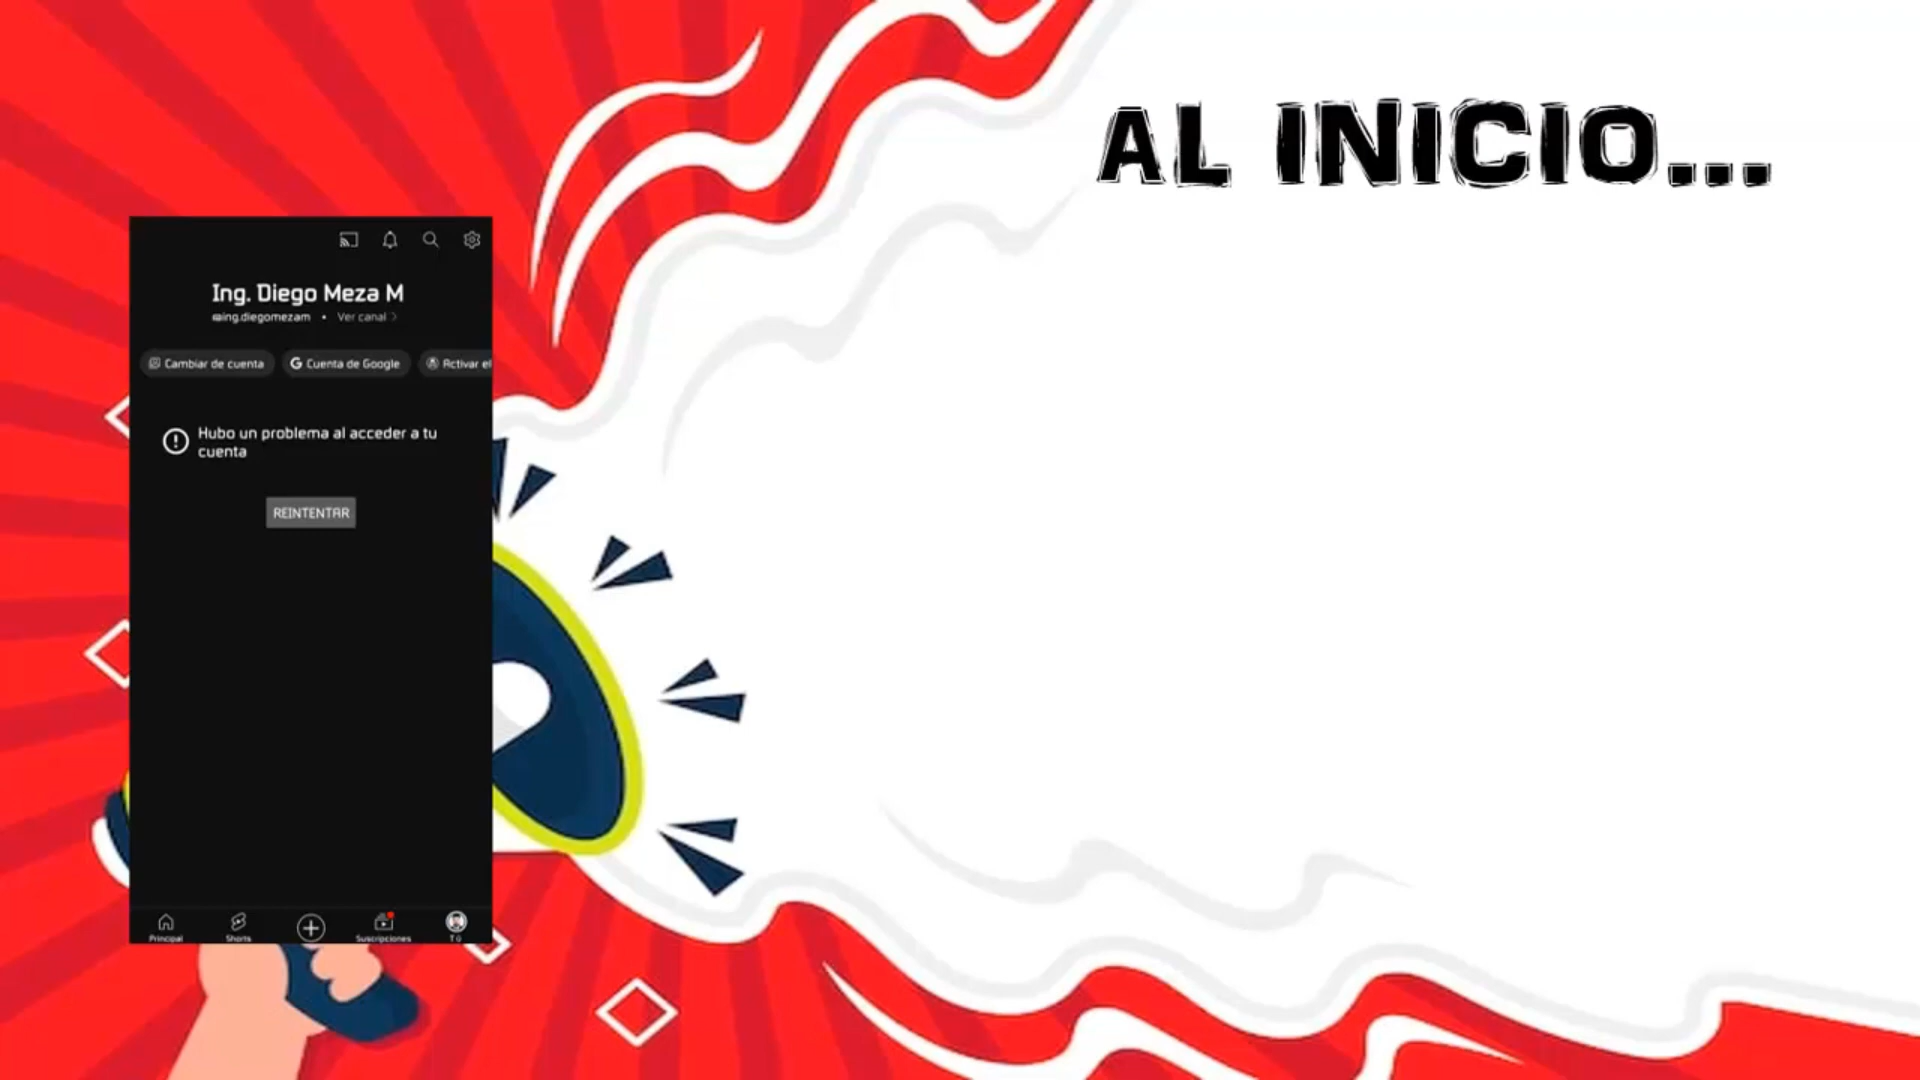 AL INICIO...
Ing. Diego Meza M
@ing.diegomezam • Ver canal >
Cambiar de cuenta
Cuenta de Google
Activar el
Hubo un problema al acceder a tu
cuenta
REINTENTAR
Principal
Shorts
Suscripciones